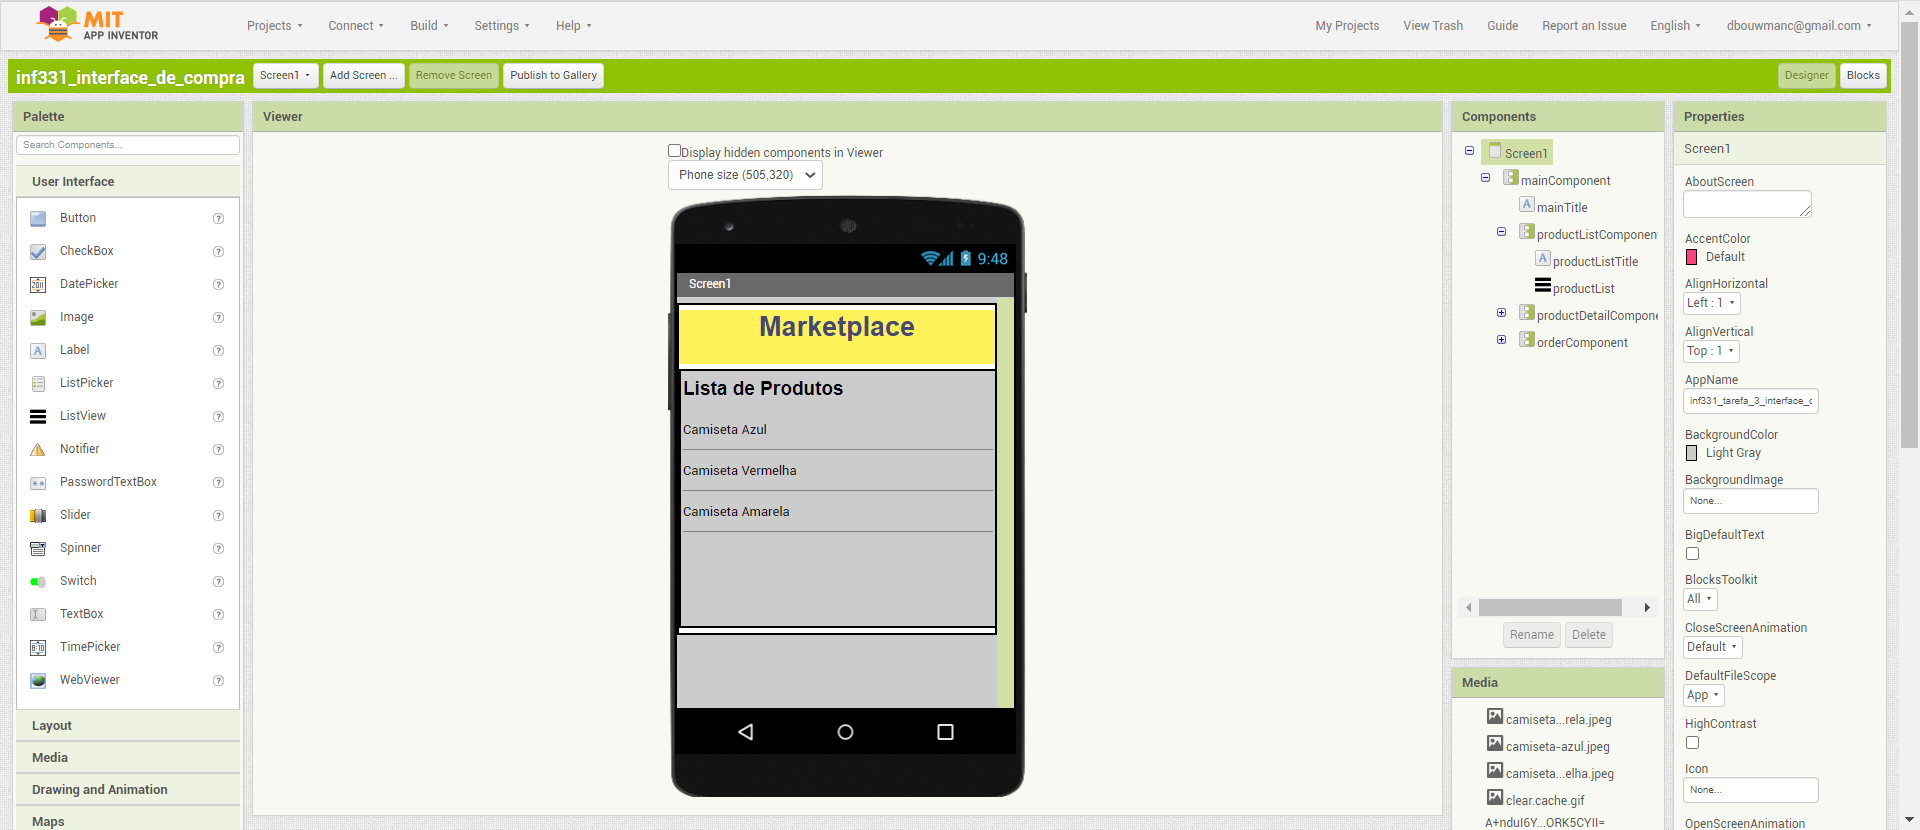 MIT
APP INVENTOR
Projects
Connect
Build
Settings
Help
My Projects
View Trash
Guide
Report an Issue
English
dbouwmanc@gmail.com
inf331_interface_de_compra
Screen1
Add Screen ...
Remove Screen
Publish to Gallery
Designer
Blocks
Palette
Search Components...
User Interface
Button
CheckBox
DatePicker
Image
Label
ListPicker
ListView
Notifier
PasswordTextBox
Slider
Spinner
Switch
TextBox
TimePicker
WebViewer
Layout
Media
Drawing and Animation
Maps
Viewer
Display hidden components in Viewer
Phone size (505,320)
9:48
Screen1
Marketplace
Lista de Produtos
Camiseta Azul
Camiseta Vermelha
Camiseta Amarela
Components
Screen1
mainComponent
mainTitle
productListComponent
productListTitle
productList
productDetailCompone
orderComponent
Rename
Delete
Media
camiseta...rela.jpeg
camiseta-azul.jpeg
camiseta...elha.jpeg
clear.cache.gif
A+nduI6Y...ORK5CYII=
Properties
Screen1
AboutScreen
AccentColor
Default
AlignHorizontal
Left : 1
AlignVertical
Top : 1
AppName
inf331_tarefa_3_interface_c
BackgroundColor
Light Gray
BackgroundImage
None...
BigDefaultText
BlocksToolkit
All
CloseScreenAnimation
Default
DefaultFileScope
App
HighContrast
Icon
None...
OpenScreenAnimation